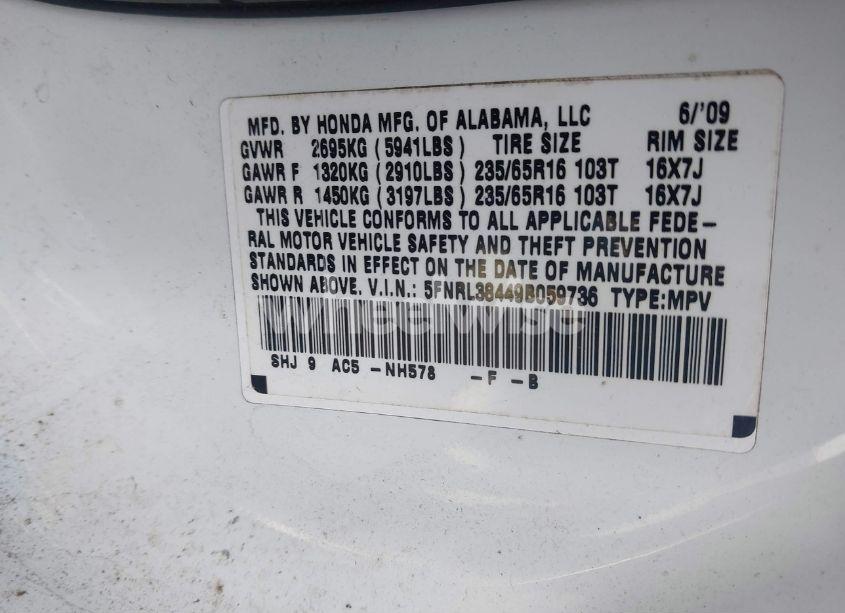 MFD. BY HONDA MFG. OF ALABAMA, LLC 6/'09
GVWR 2695KG (5941LBS) TIRE SIZE RIM SIZE
GAWR F 1320KG (2910LBS) 235/65R16 103T 16X7J
GAWR R 1450KG (3197LBS) 235/65R16 103T 16X7J
THIS VEHICLE CONFORMS TO ALL APPLICABLE FEDE-
RAL MOTOR VEHICLE SAFETY AND THEFT PREVENTION
STANDARDS IN EFFECT ON THE DATE OF MANUFACTURE
SHOWN ABOVE. V.I.N.: 5FNRL38449B059736 TYPE:MPV
Wheelwise
SHJ 9 AC5 -NH578 -F -B